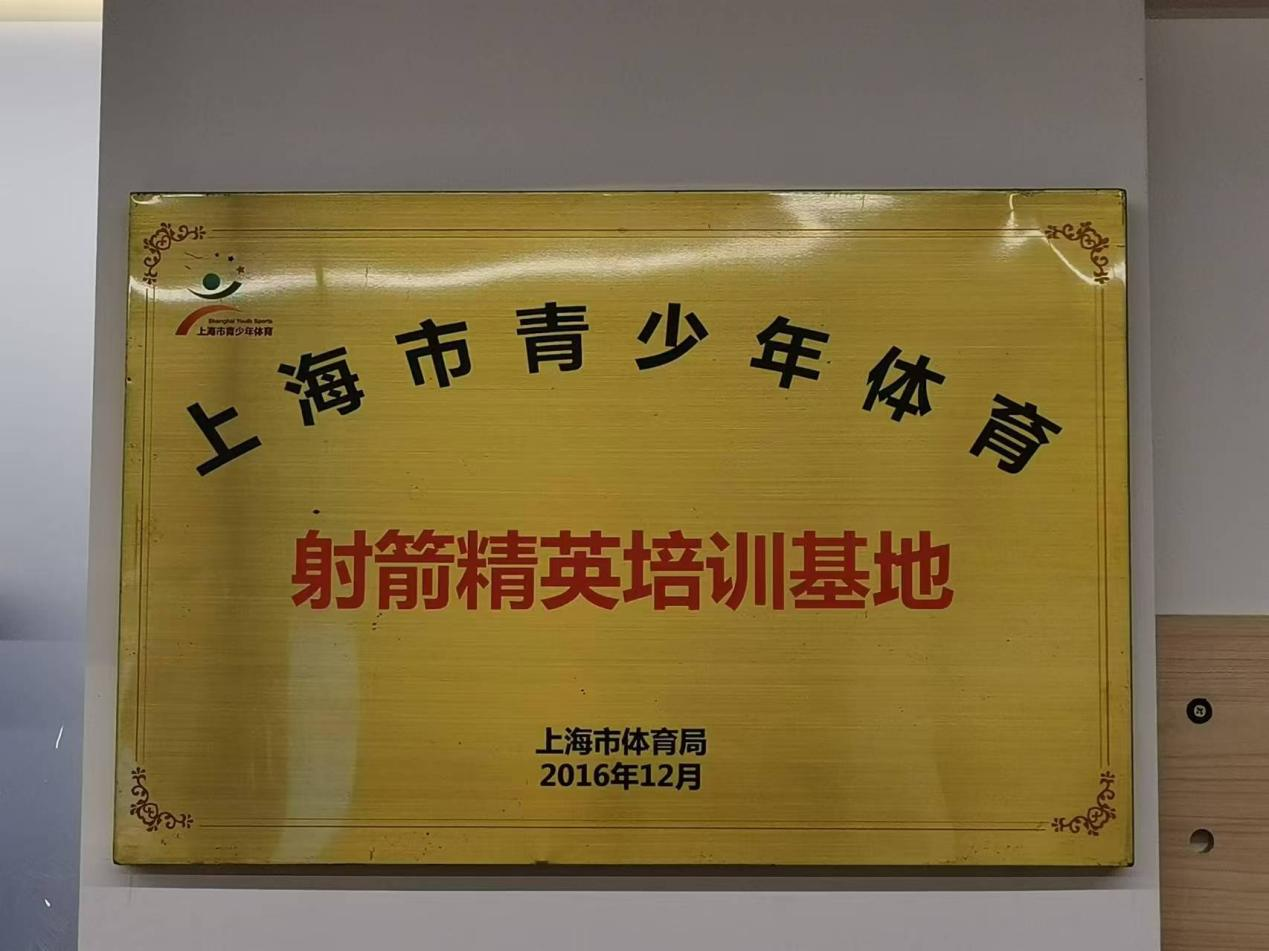 Shanghai Youth Sports
上海市青少年体育
上海市青少年体育
射箭精英培训基地
上海市体育局
2016年12月